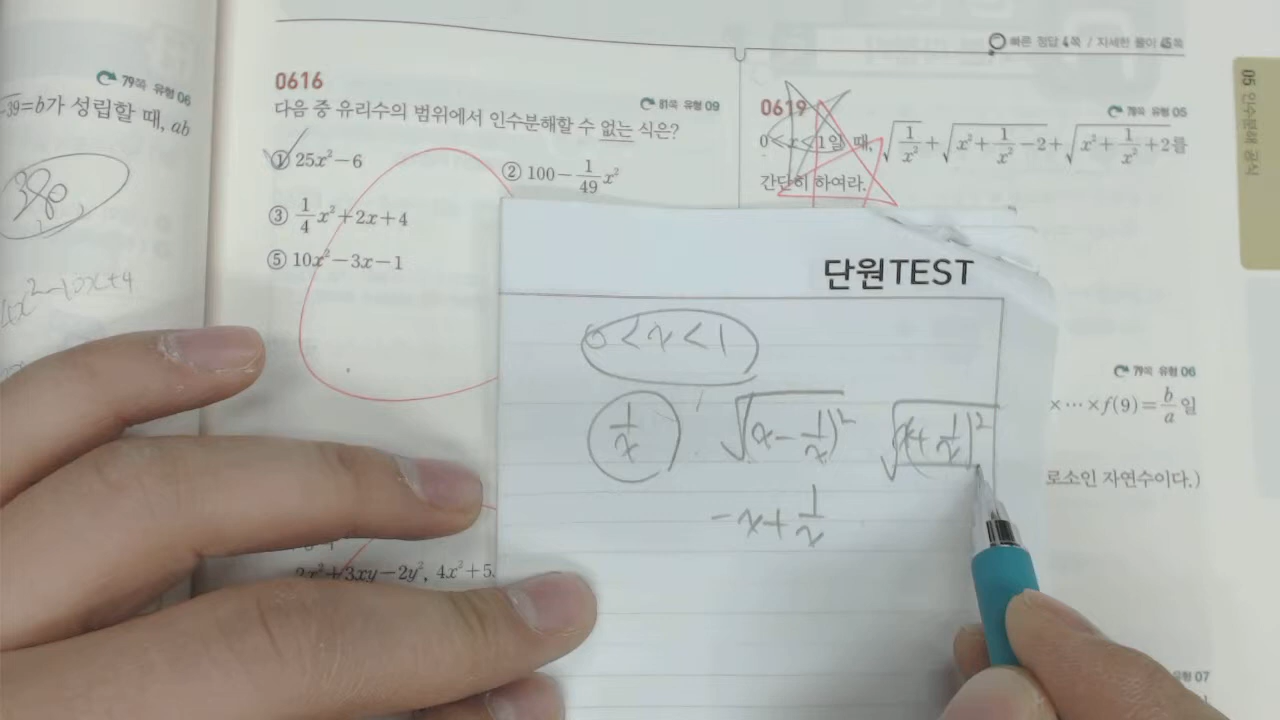 빠른 정답 4쪽 / 자세한 풀이 45쪽
79쪽 유형 06
-39=b가 성립할 때, ab
390
4x²-10x+4
0616
81쪽 유형 09
다음 중 유리수의 범위에서 인수분해할 수 없는 식은?
① 25x²-6 ② 100-1/49x²
③ 1/4x²+2x+4
⑤ 10x²-3x-1
+3xy-2y², 4x²+5
0619
79쪽 유형 05
0<x<1일 때, √(1/x²)+√(x²+1/x²-2)+√(x²+1/x²+2)를
간단히 하여라.
05 인수분해 공식
단원TEST
0<x<1
1/x √(x-1/x)² √(x+1/x)²
-x+1/x
79쪽 유형 06
×⋯×f(9)=b/a일
로소인 자연수이다.)
유형 07